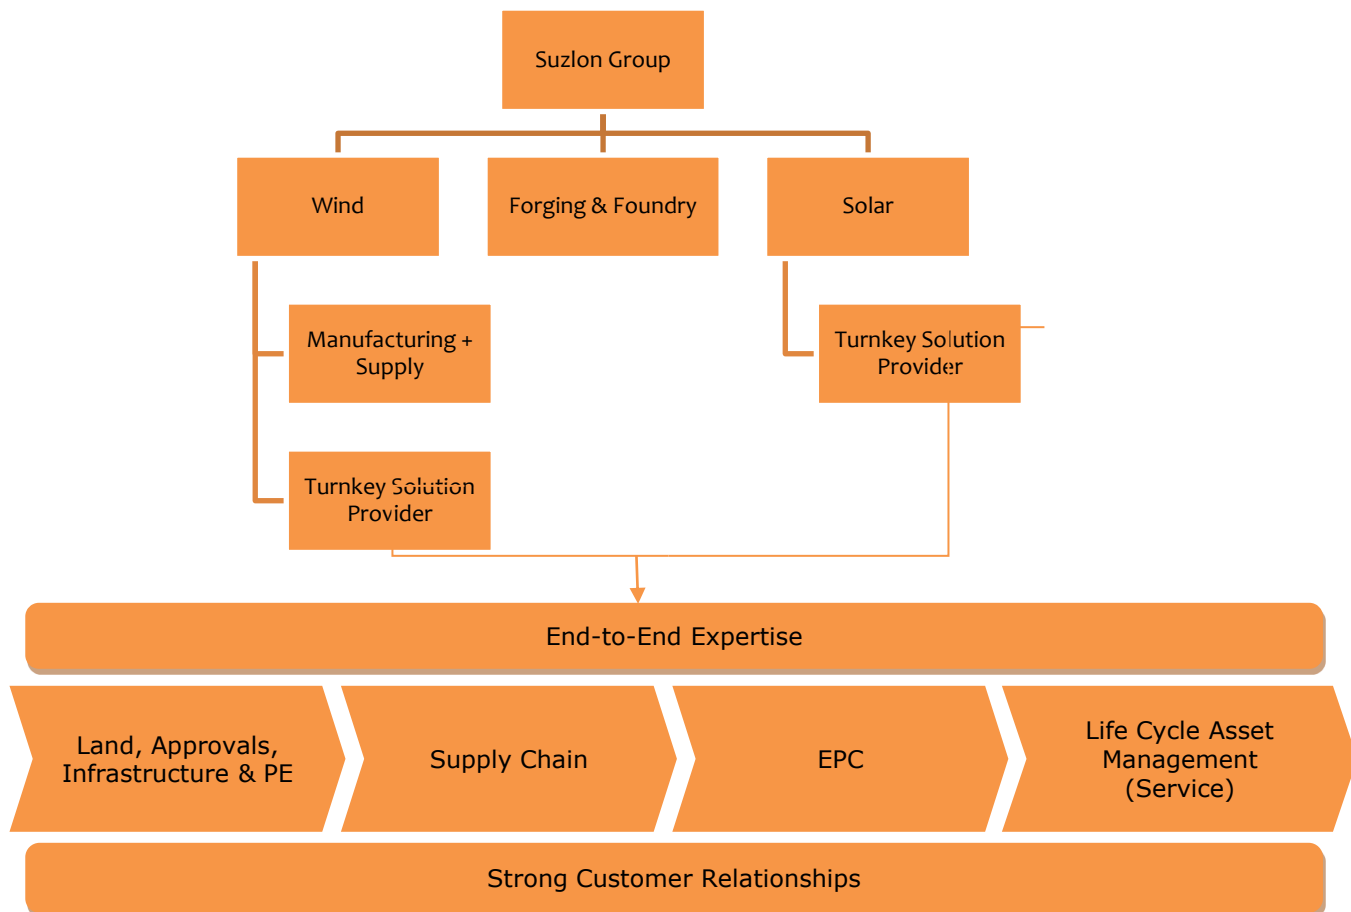 Suzlon Group
Wind
Forging & Foundry
Solar
Manufacturing +
Supply
Turnkey Solution
Provider
Turnkey Solution
Provider
End-to-End Expertise
Land, Approvals,
Infrastructure & PE
Supply Chain
EPC
Life Cycle Asset
Management
(Service)
Strong Customer Relationships